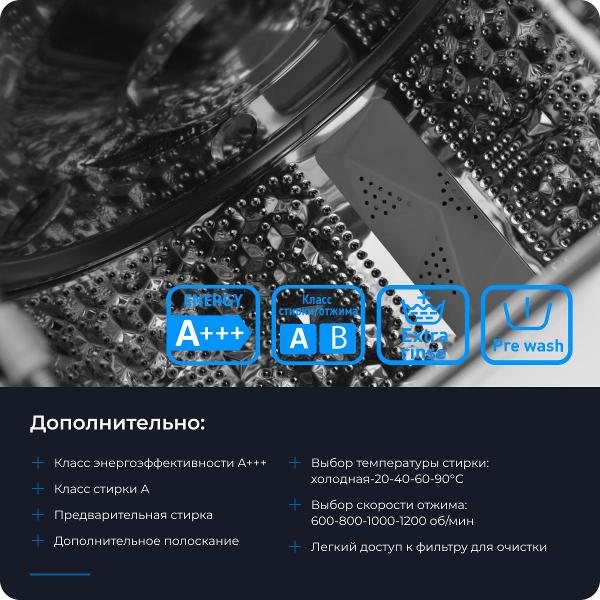 ENERGY
A+++
Класс
стирки/отжима
A B
Extra
rinse
Pre wash
Дополнительно:
Класс энергоэффективности A+++
Класс стирки А
Предварительная стирка
Дополнительное полоскание
Выбор температуры стирки:
холодная-20-40-60-90°С
Выбор скорости отжима:
600-800-1000-1200 об/мин
Легкий доступ к фильтру для очистки